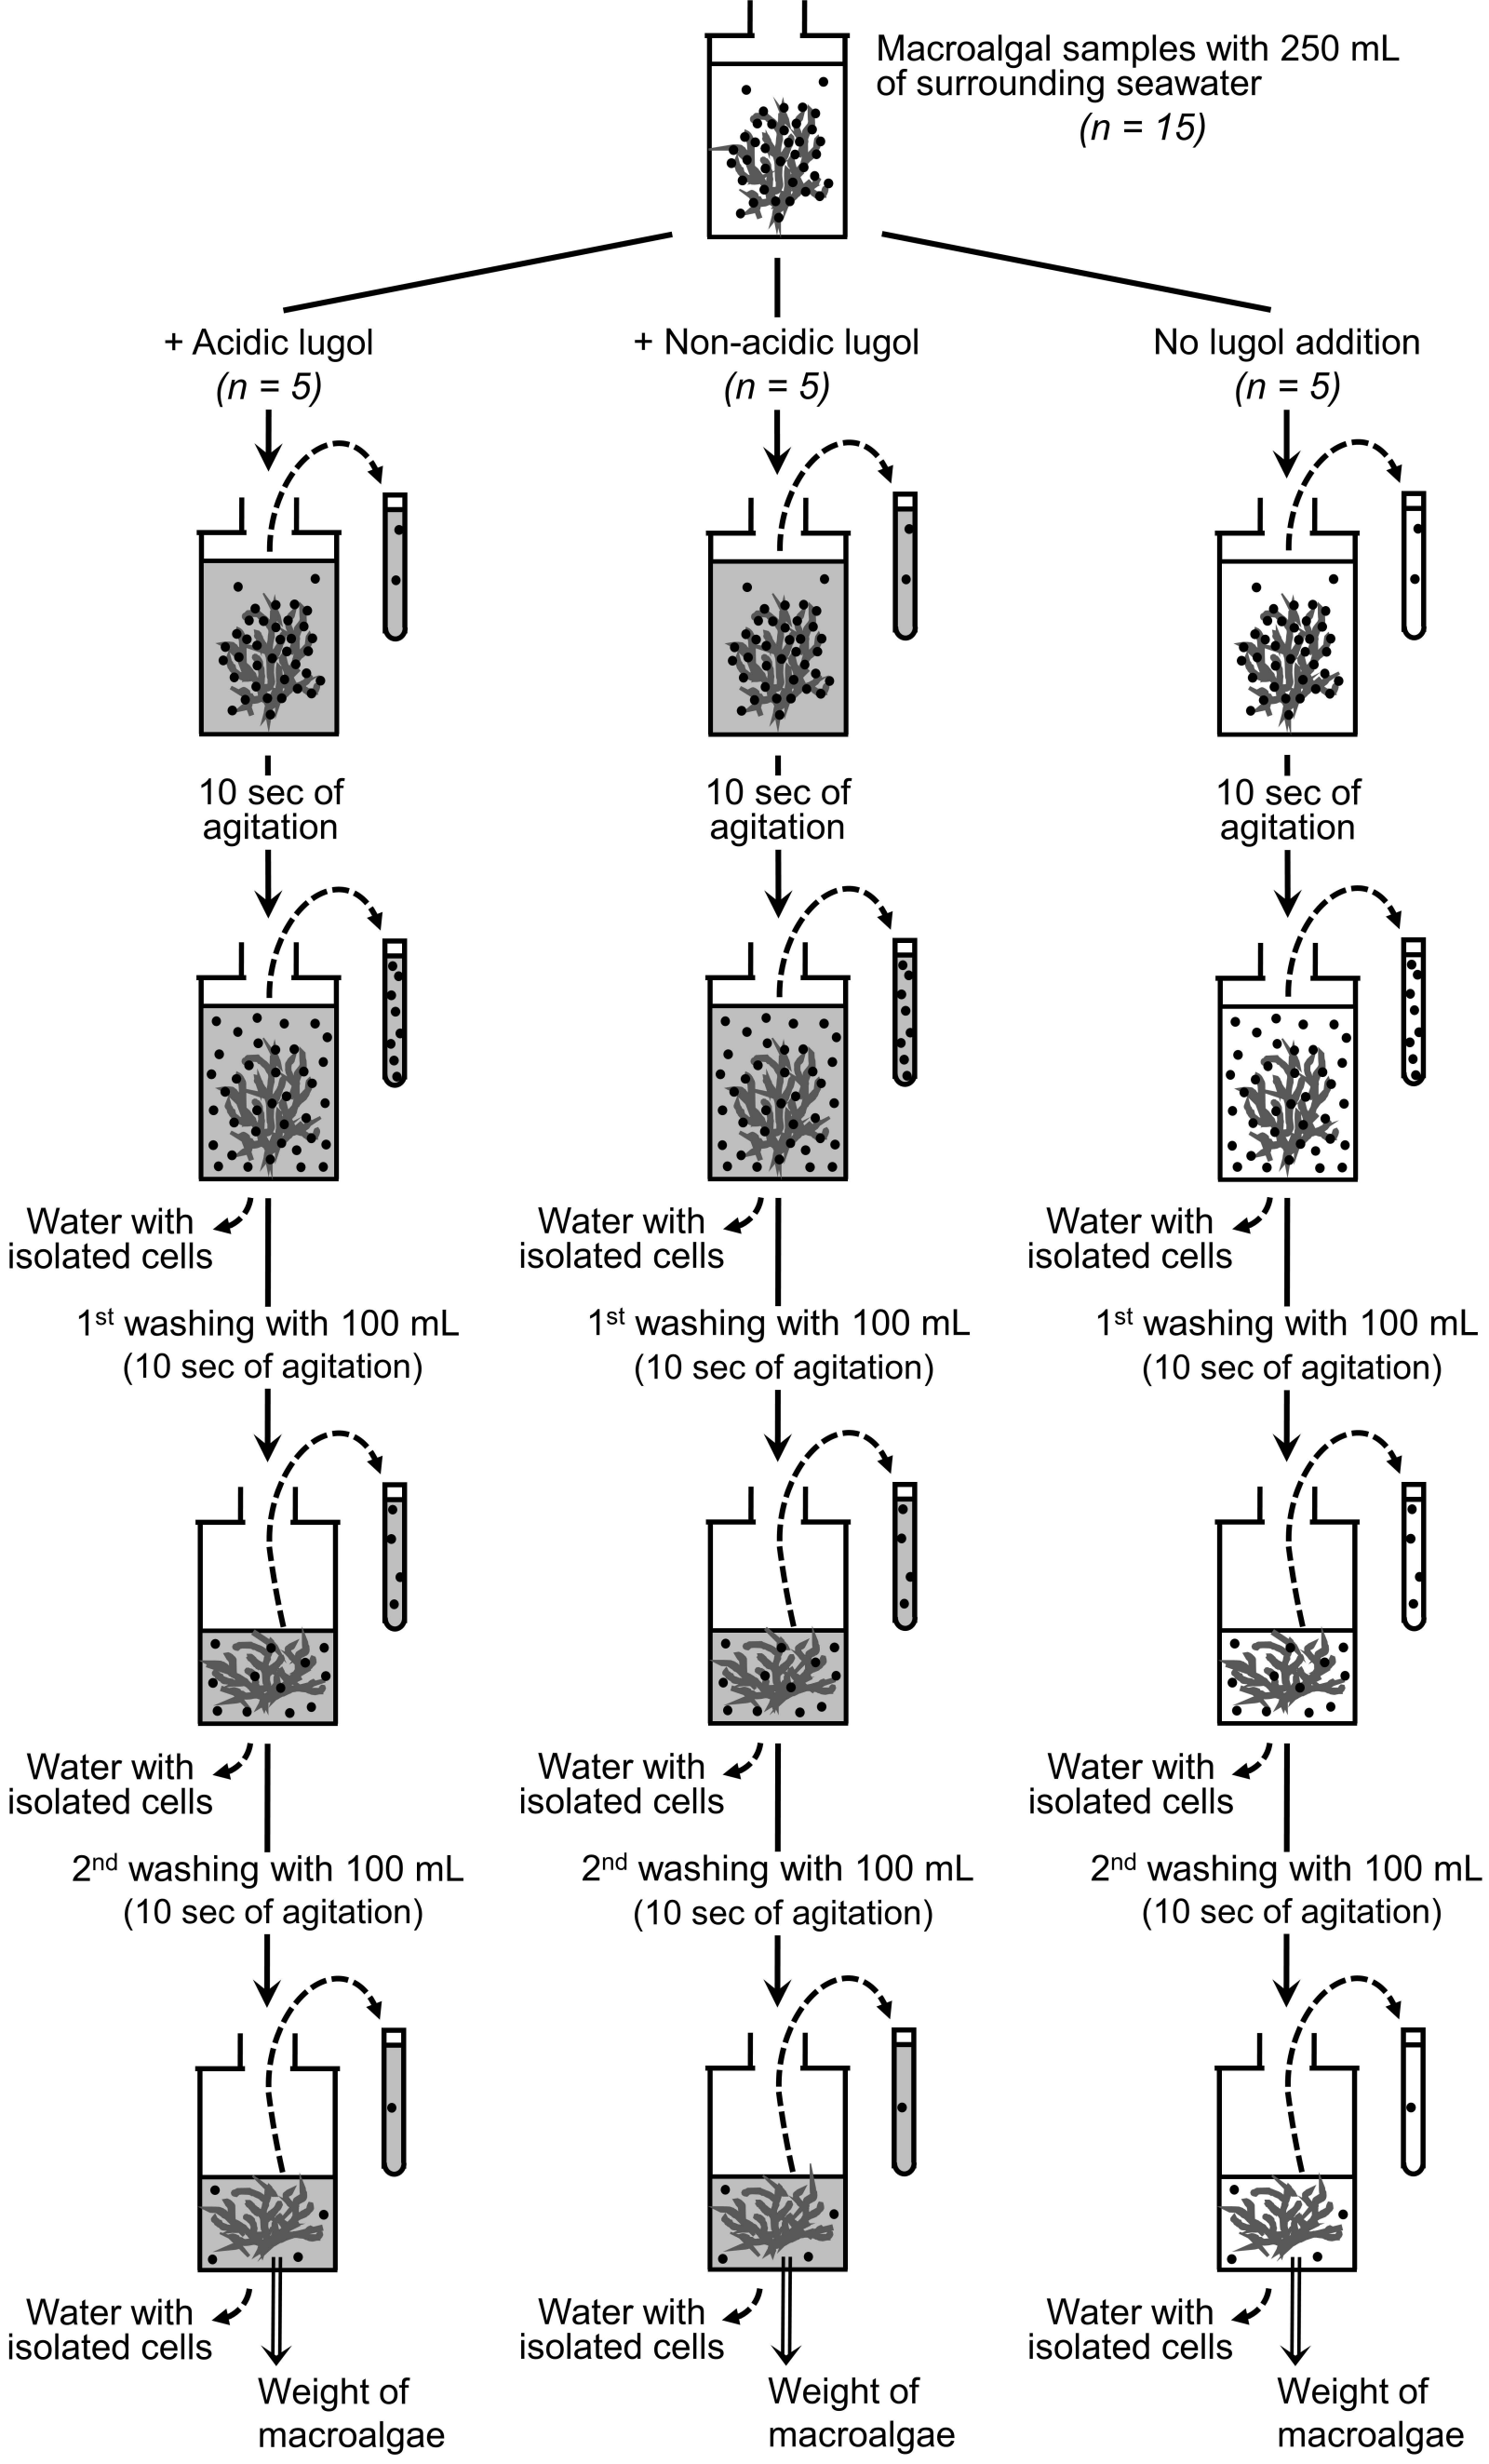 Macroalgal samples with 250 mL
of surrounding seawater
(n = 15)
+ Acidic lugol
(n = 5)
+ Non-acidic lugol
(n = 5)
No lugol addition
(n = 5)
10 sec of
agitation
10 sec of
agitation
10 sec of
agitation
Water with
isolated cells
Water with
isolated cells
Water with
isolated cells
1st washing with 100 mL
(10 sec of agitation)
1st washing with 100 mL
(10 sec of agitation)
1st washing with 100 mL
(10 sec of agitation)
Water with
isolated cells
Water with
isolated cells
Water with
isolated cells
2nd washing with 100 mL
(10 sec of agitation)
2nd washing with 100 mL
(10 sec of agitation)
2nd washing with 100 mL
(10 sec of agitation)
Water with
isolated cells
Water with
isolated cells
Water with
isolated cells
Weight of
macroalgae
Weight of
macroalgae
Weight of
macroalgae